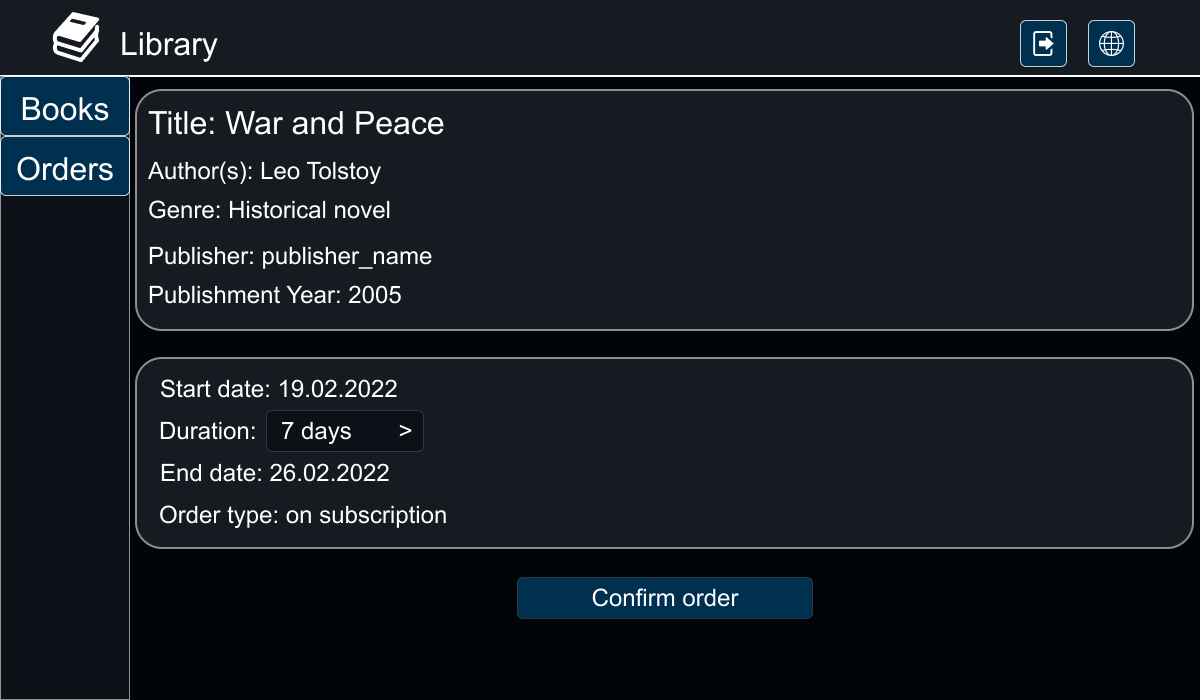 Library
Books
Orders
Title: War and Peace
Author(s): Leo Tolstoy
Genre: Historical novel
Publisher: publisher_name
Publishment Year: 2005
Start date: 19.02.2022
Duration: 7 days >
End date: 26.02.2022
Order type: on subscription
Confirm order